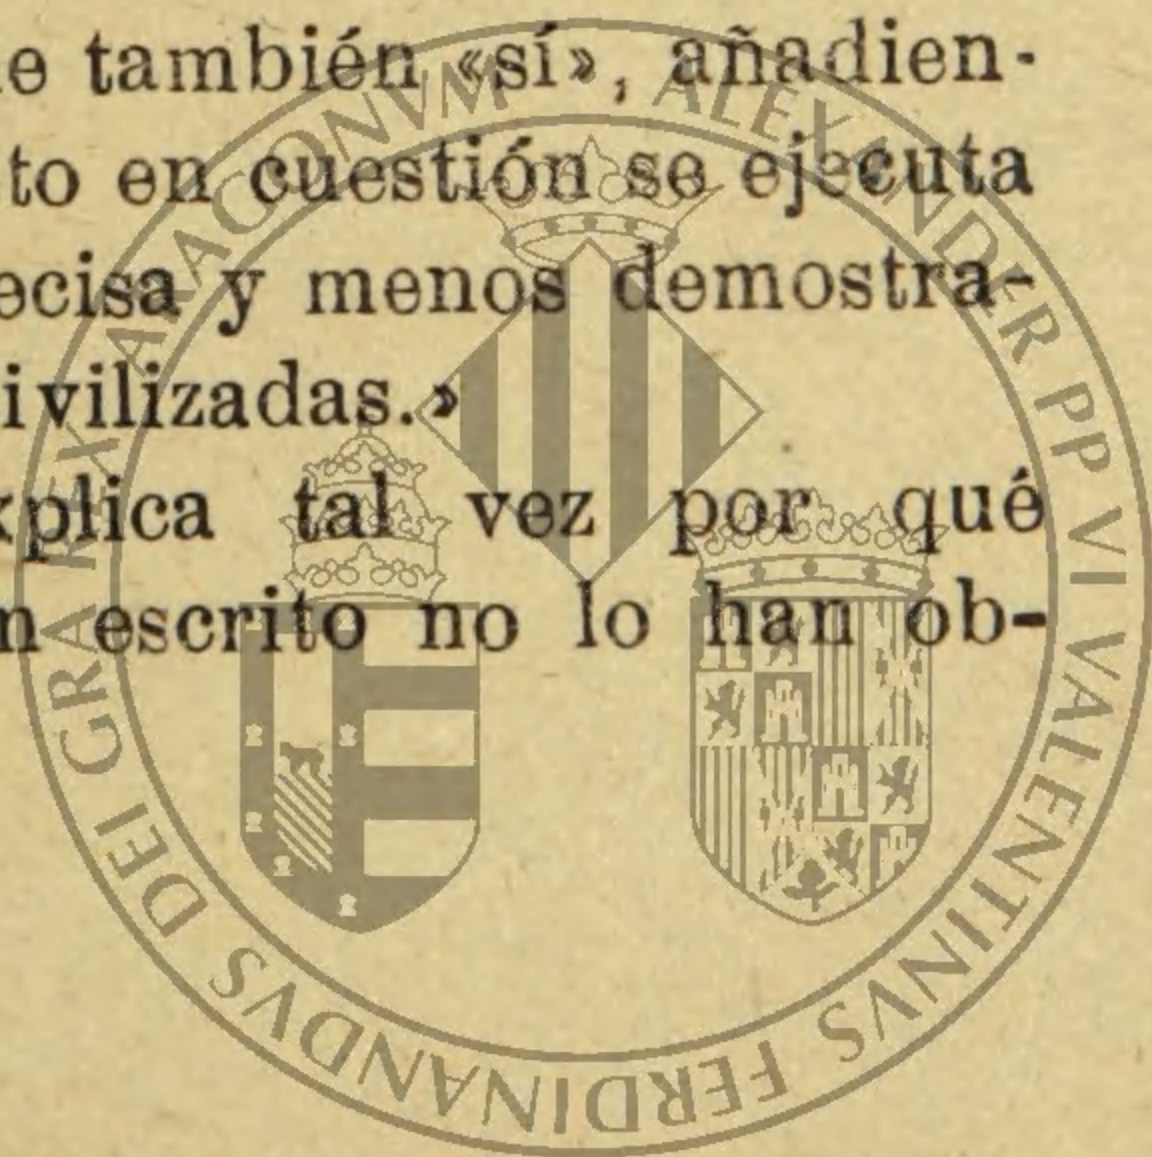 e también «sí», añadien-
to en cuestión se ejecuta
ecisa y menos demostra-
ivilizadas.»
xplica tal vez por qué
n escrito no lo han ob-
ALEXANDER PP VI VALENTINVS FERDINANDVS DEI GRA REX ARAGONVM